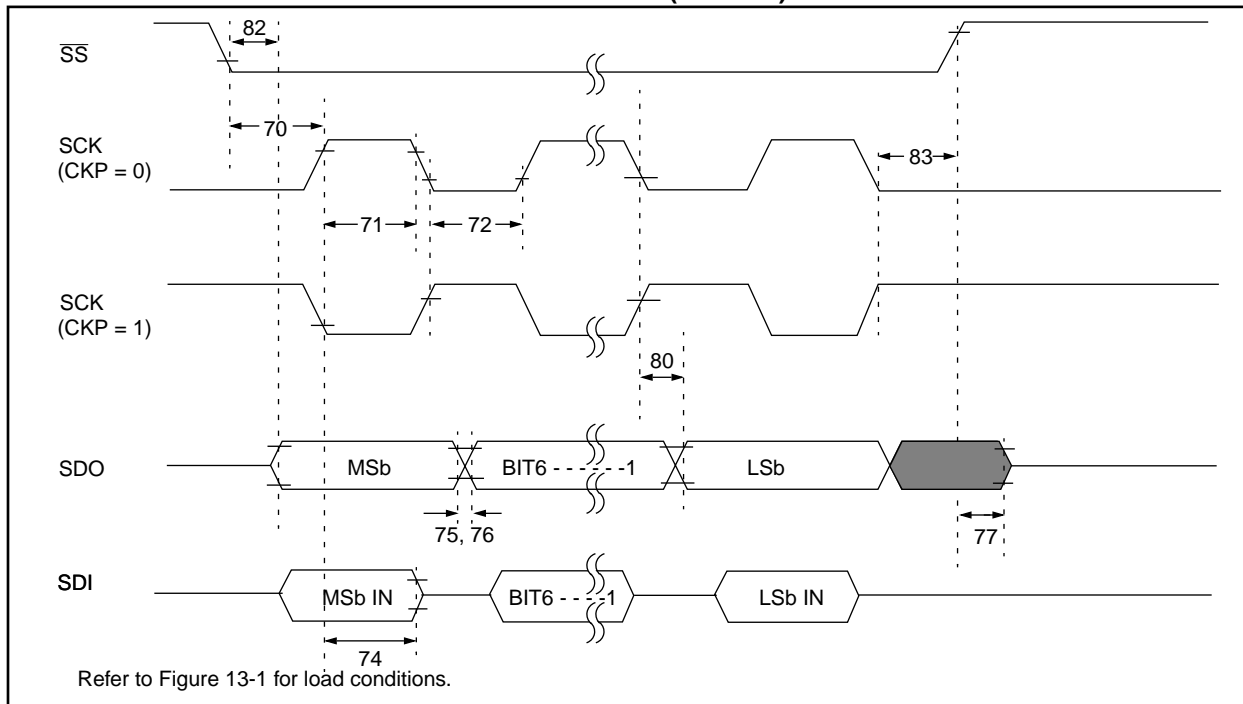 82
SS
70
SCK
(CKP = 0)
83
71
72
SCK
(CKP = 1)
80
SDO
MSb
BIT6 - - - - - -1
LSb
75, 76
77
SDI
MSb IN
BIT6 - - - -1
LSb IN
74
Refer to Figure 13-1 for load conditions.